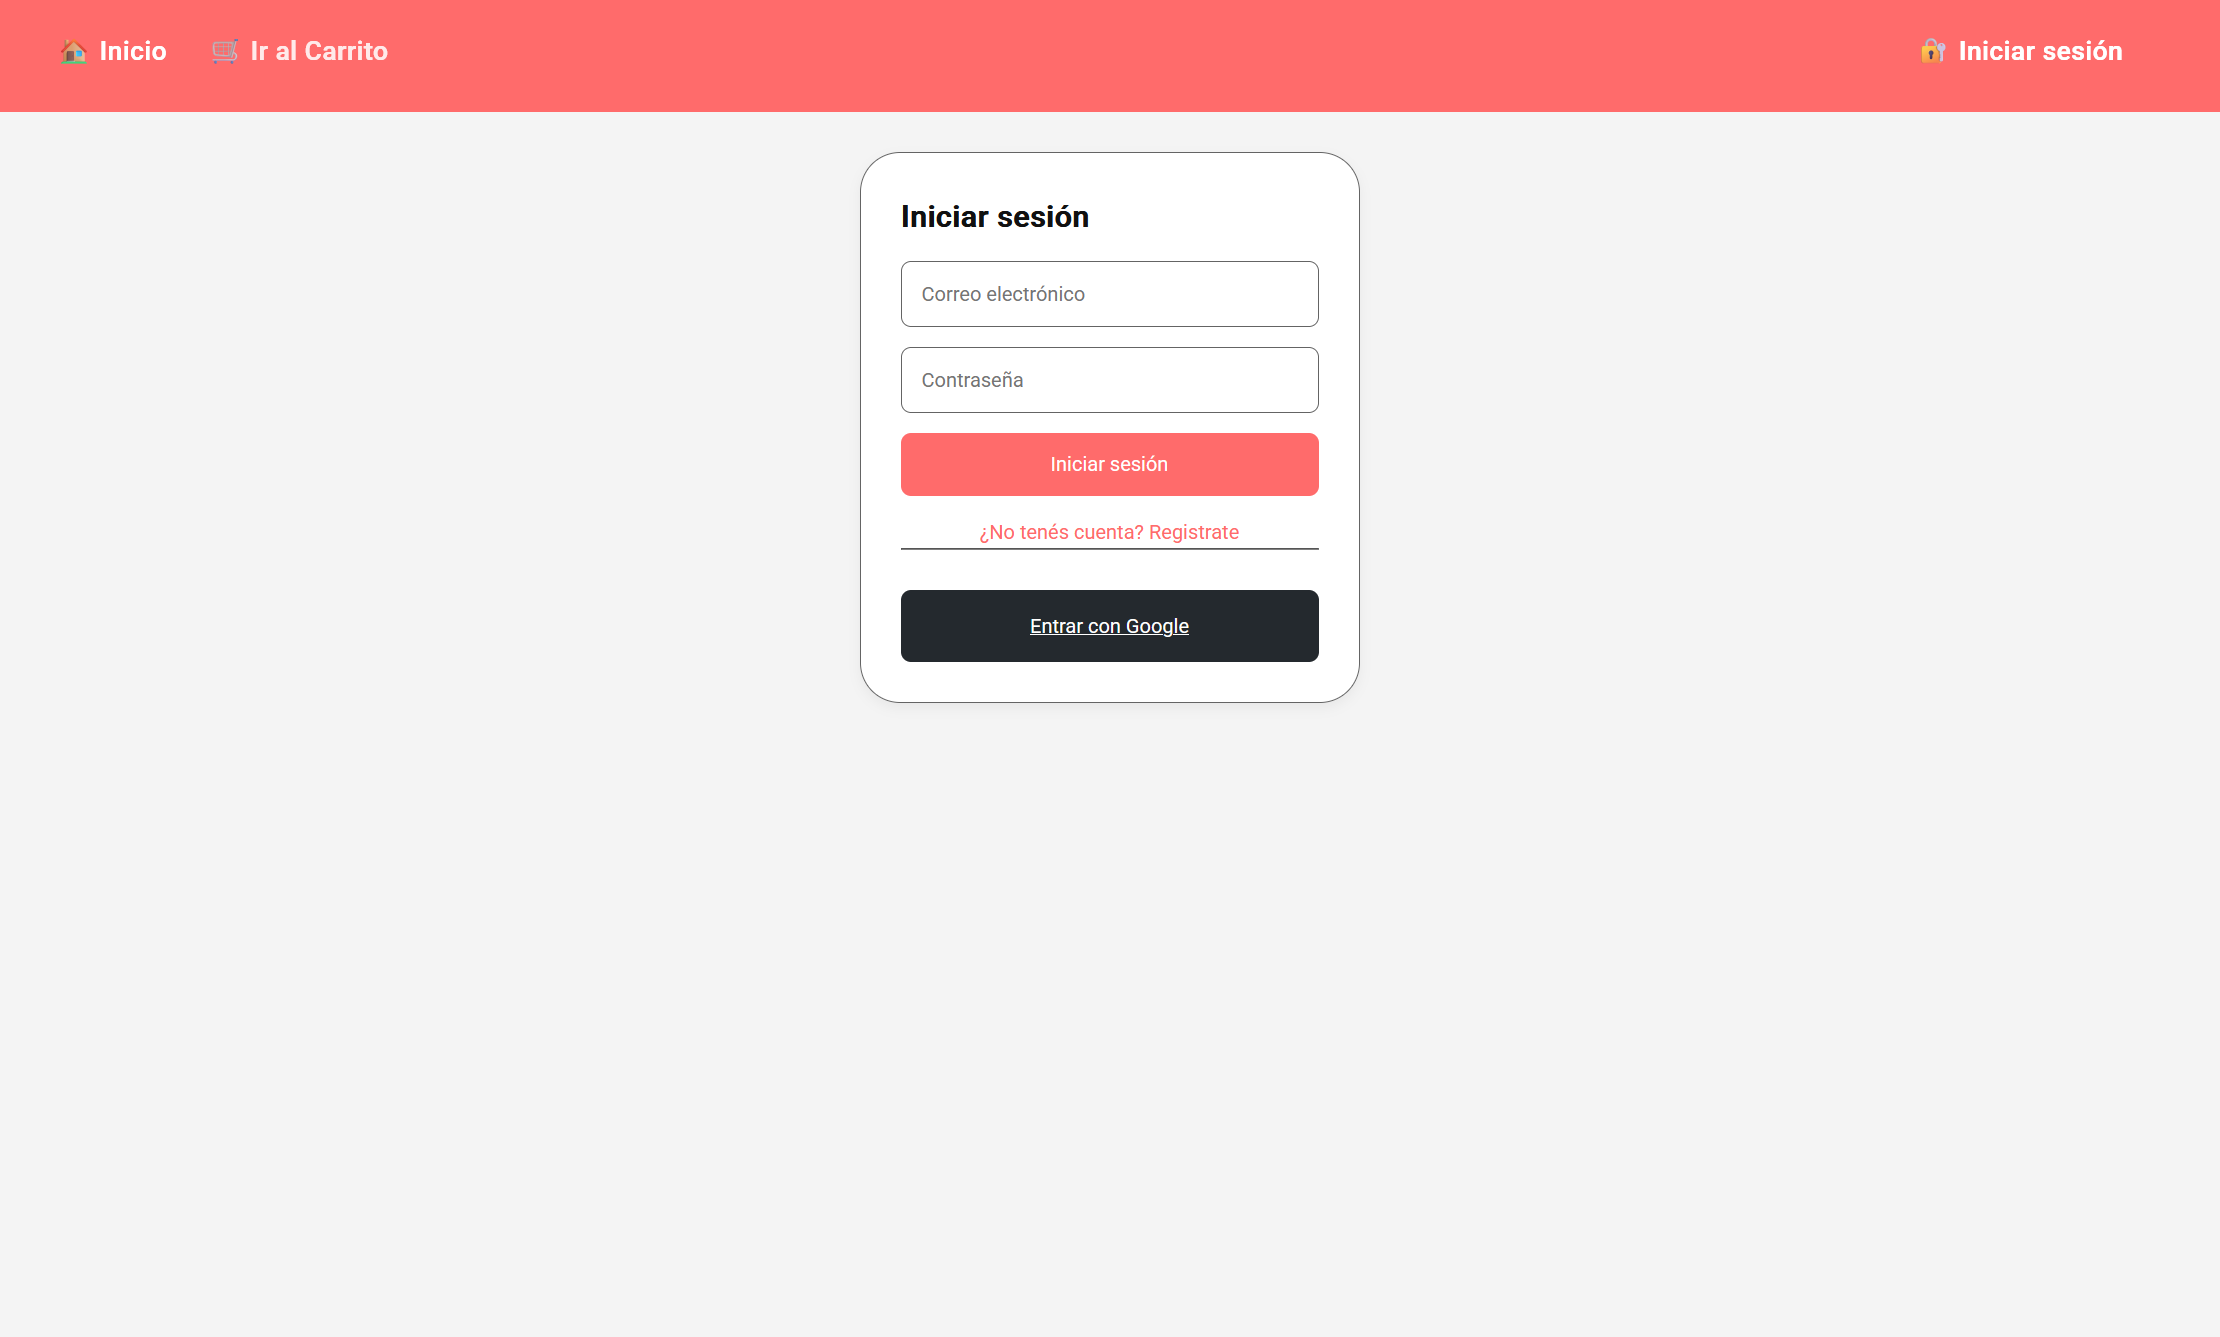 Inicio
Ir al Carrito
Iniciar sesión
Iniciar sesión
Correo electrónico
Contraseña
Iniciar sesión
¿No tenés cuenta? Registrate
Entrar con Google